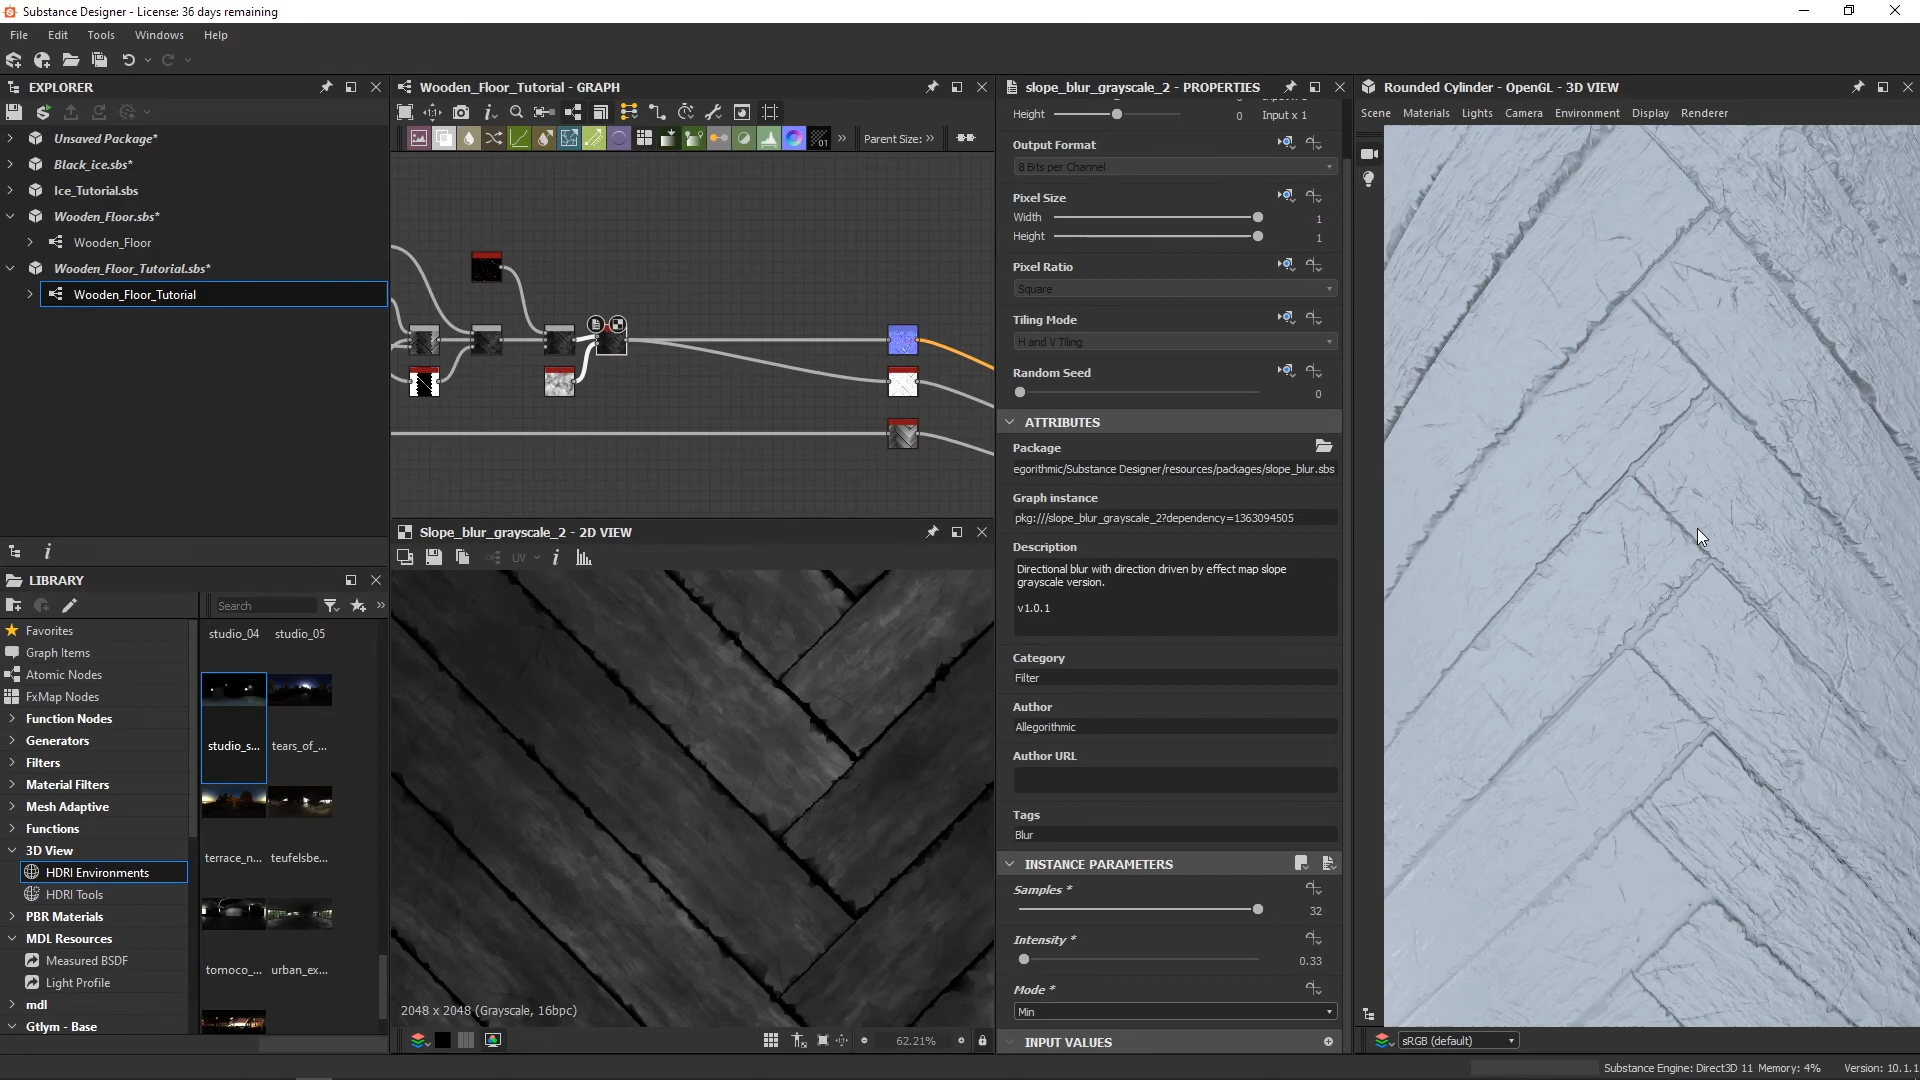 Substance Designer - License: 36 days remaining
File Edit Tools Windows Help
EXPLORER
Unsaved Package*
Black_ice.sbs*
Ice_Tutorial.sbs
Wooden_Floor.sbs*
Wooden_Floor
Wooden_Floor_Tutorial.sbs*
Wooden_Floor_Tutorial
LIBRARY
Search
Favorites
Graph Items
Atomic Nodes
FxMap Nodes
Function Nodes
Generators
Filters
Material Filters
Mesh Adaptive
Functions
3D View
HDRI Environments
HDRI Tools
PBR Materials
MDL Resources
Measured BSDF
Light Profile
mdl
Gtlym - Base
studio_04 studio_05
studio_s... tears_of_...
terrace_n... teufelsbe...
tomoco_... urban_ex...
Wooden_Floor_Tutorial - GRAPH
01
Parent Size:
Slope_blur_grayscale_2 - 2D VIEW
UV
2048 x 2048 (Grayscale, 16bpc)
62.21%
slope_blur_grayscale_2 - PROPERTIES
Height 0 Input x 1
Output Format
8 Bits per Channel
Pixel Size
Width 1
Height 1
Pixel Ratio
Square
Tiling Mode
H and V Tiling
Random Seed
0
ATTRIBUTES
Package
egorithmic/Substance Designer/resources/packages/slope_blur.sbs
Graph instance
pkg:///slope_blur_grayscale_2?dependency=1363094505
Description
Directional blur with direction driven by effect map slope
grayscale version.
v1.0.1
Category
Filter
Author
Allegorithmic
Author URL
Tags
Blur
INSTANCE PARAMETERS
Samples *
32
Intensity *
0.33
Mode *
Min
INPUT VALUES
Rounded Cylinder - OpenGL - 3D VIEW
Scene Materials Lights Camera Environment Display Renderer
sRGB (default)
Substance Engine: Direct3D 11 Memory: 4% Version: 10.1.1